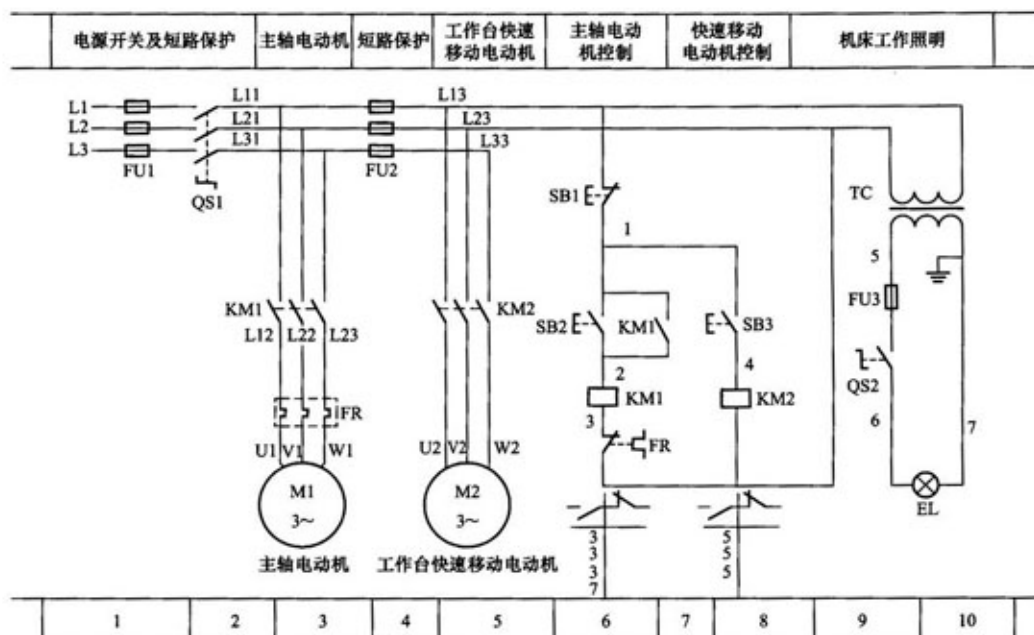 电源开关及短路保护
主轴电动机
短路保护
工作台快速
移动电动机
主轴电动
机控制
快速移动
电动机控制
机床工作照明
L1
L2
L3
FU1
QS1
L11
L21
L31
FU2
L13
L23
L33
SB1
1
TC
5
FU3
KM1
L12
L22
L23
KM2
SB2
KM1
SB3
2
4
QS2
KM1
KM2
6
7
3
FR
FR
U1
V1
W1
U2
V2
W2
M1
3～
M2
3～
EL
主轴电动机
工作台快速移动电动机
3
3
3
7
5
5
5
1
2
3
4
5
6
7
8
9
10